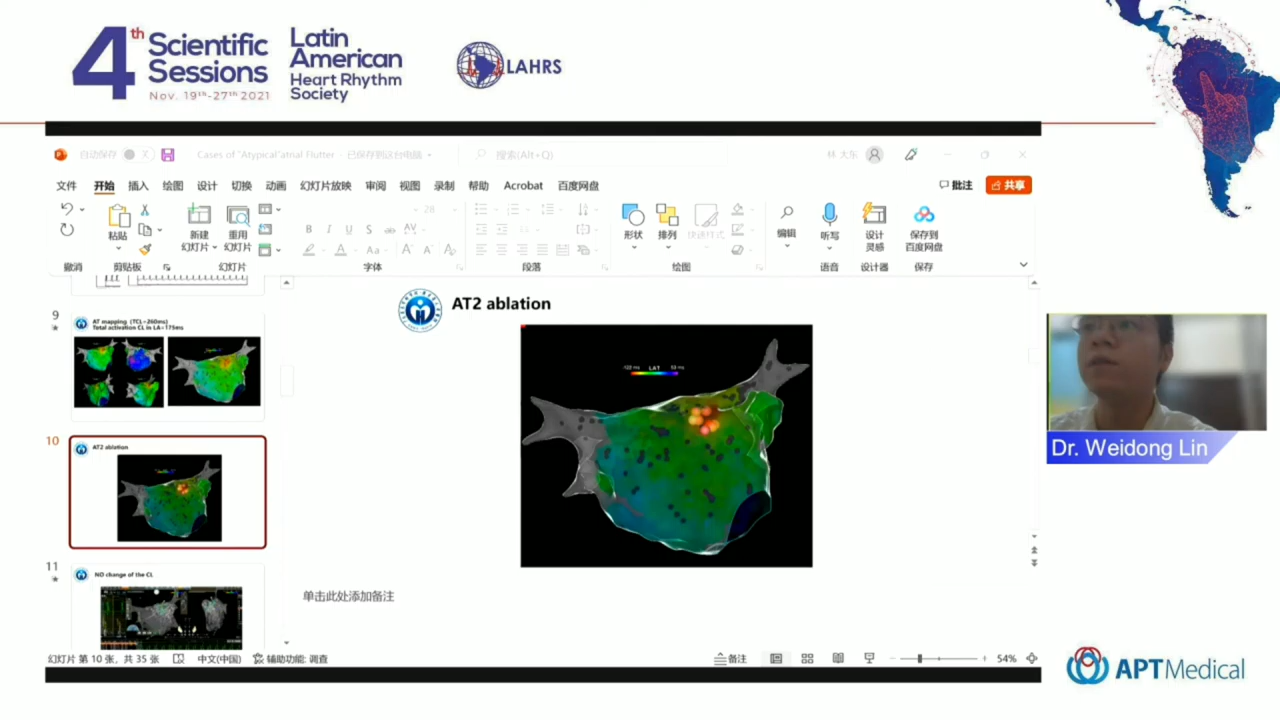 4th Scientific Sessions
Nov. 19th-27th 2021
Latin American Heart Rhythm Society
LAHRS
自动保存
Cases of "Atypical"atrial Flutter - 已保存到这台电脑
搜索(Alt+Q)
林 大东
文件 开始 插入 绘图 设计 切换 动画 幻灯片放映 审阅 视图 录制 帮助 Acrobat 百度网盘
批注 共享
粘贴 新建幻灯片 重用幻灯片
28
形状 排列 快速样式 编辑 听写 设计灵感 保存到百度网盘
撤消 剪贴板 幻灯片 字体 段落 绘图 语音 设计器 保存
9
AT mapping (TCL=260ms)
Total activation CL in LA=175ms
10
AT2 ablation
11
NO change of the CL
AT2 ablation
LAT
单击此处添加备注
幻灯片 第 10 张，共 35 张 中文(中国) 辅助功能: 调查
备注 54%
Dr. Weidong Lin
APT Medical